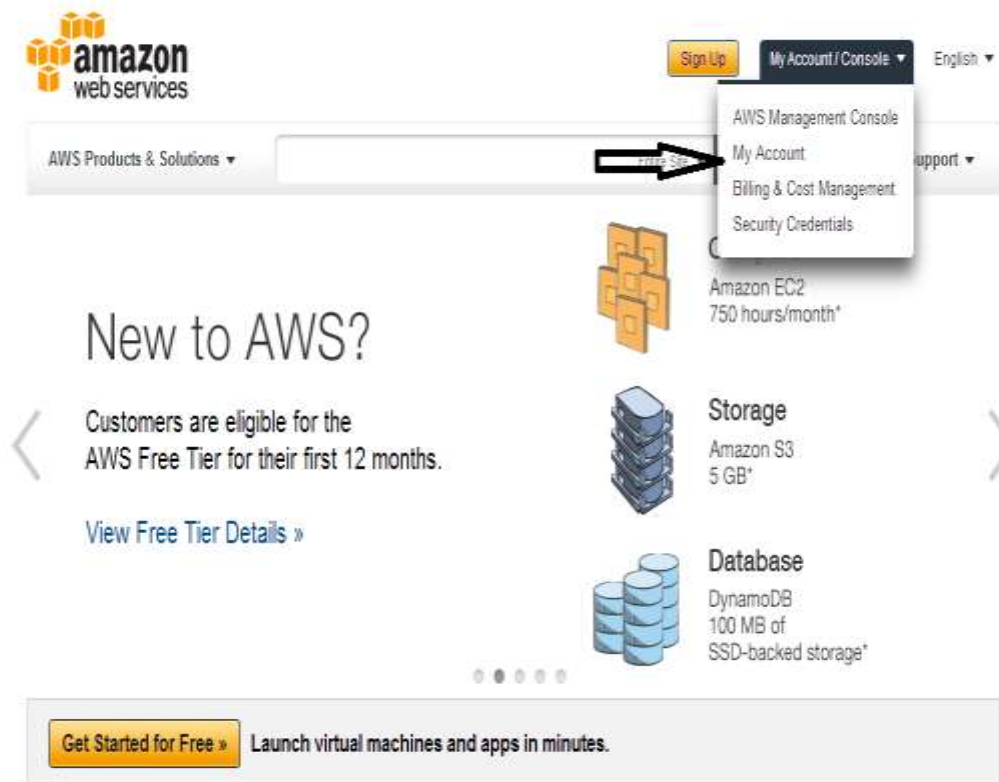 amazon
web services
Sign Up
My Account / Console
English
AWS Management Console
My Account
Billing & Cost Management
Security Credentials
AWS Products & Solutions
Entire Site
upport
New to AWS?
Customers are eligible for the
AWS Free Tier for their first 12 months.
View Free Tier Details »
Amazon EC2
750 hours/month*
Storage
Amazon S3
5 GB*
Database
DynamoDB
100 MB of
SSD-backed storage*
Get Started for Free »
Launch virtual machines and apps in minutes.